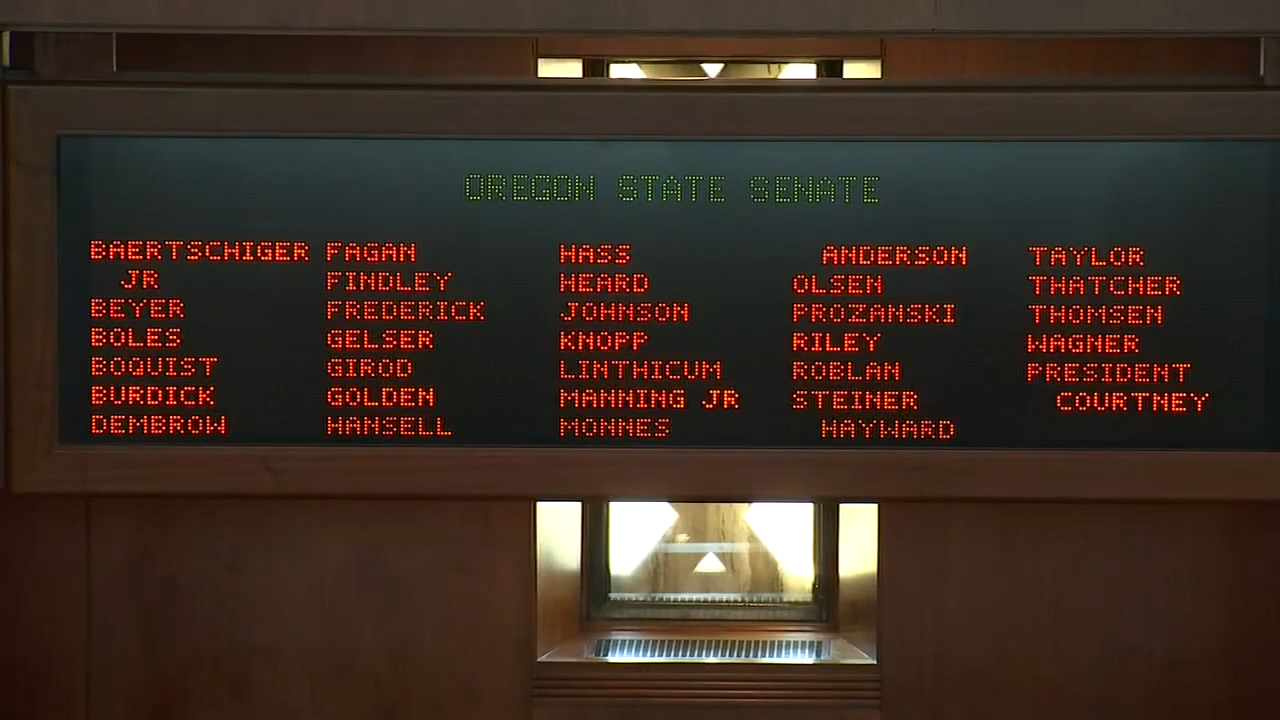 OREGON STATE SENATE
BAERTSCHIGER
JR
BEYER
BOLES
BOQUIST
BURDICK
DEMBROW
FAGAN
FINDLEY
FREDERICK
GELSER
GIROD
GOLDEN
HANSELL
HASS
HEARD
JOHNSON
KNOPP
LINTHICUM
MANNING JR
MONNES
ANDERSON
OLSEN
PROZANSKI
RILEY
ROBLAN
STEINER
HAYWARD
TAYLOR
THATCHER
THOMSEN
WAGNER
PRESIDENT
COURTNEY